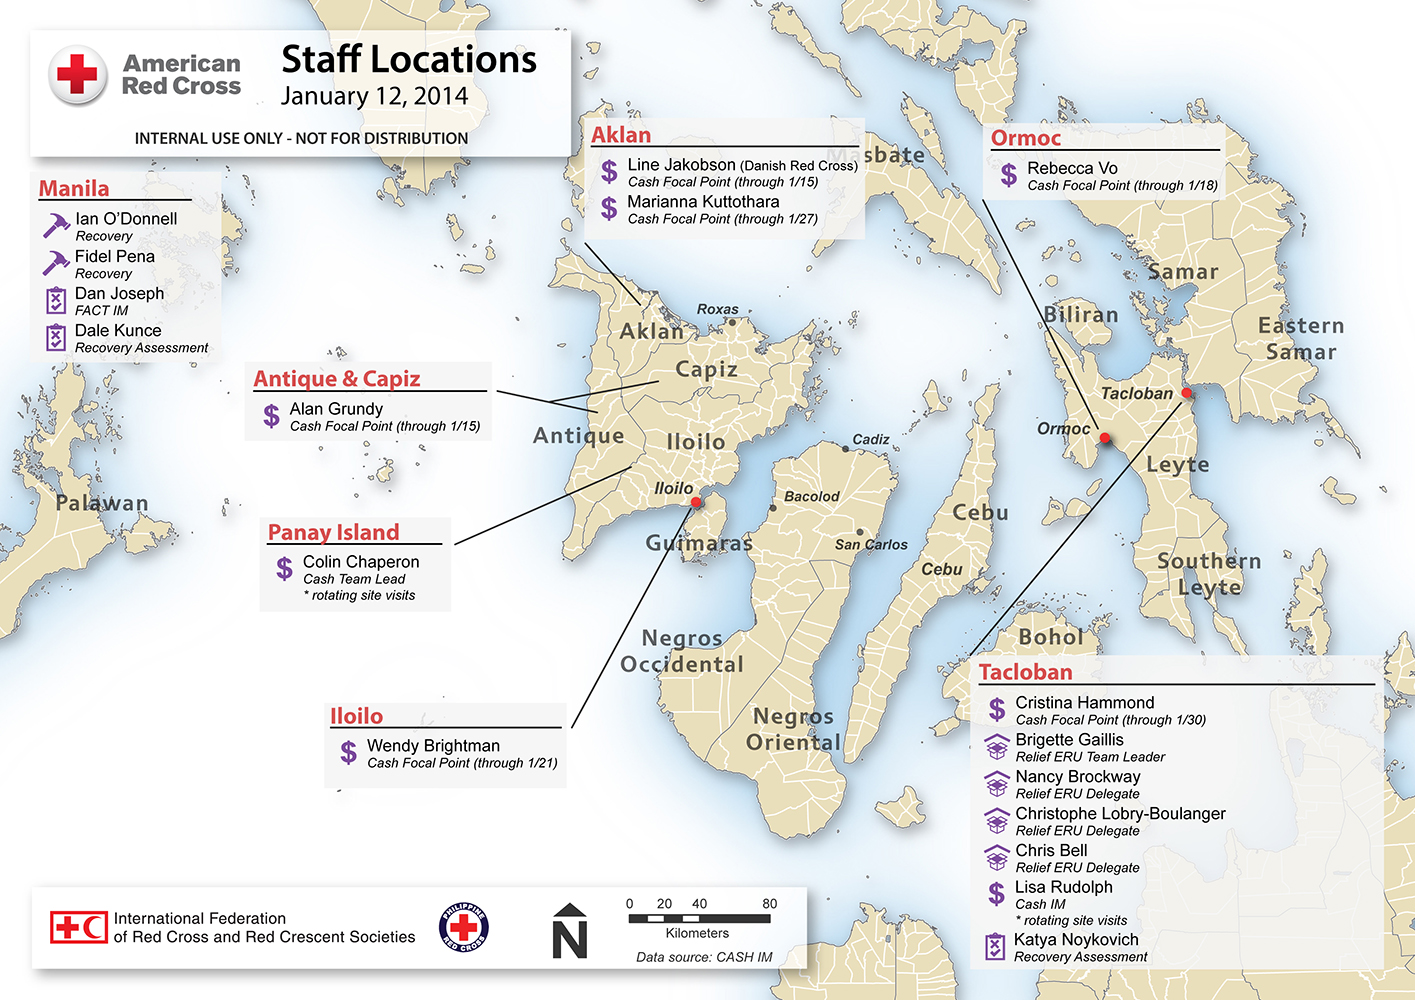 American
Red Cross
Staff Locations
January 12, 2014
INTERNAL USE ONLY - NOT FOR DISTRIBUTION
Manila
Ian O'Donnell
Recovery
Fidel Pena
Recovery
Dan Joseph
FACT IM
Dale Kunce
Recovery Assessment
Aklan
Line Jakobson (Danish Red Cross)
Cash Focal Point (through 1/15)
Marianna Kuttothara
Cash Focal Point (through 1/27)
Masbate
Ormoc
Rebecca Vo
Cash Focal Point (through 1/18)
Antique & Capiz
Alan Grundy
Cash Focal Point (through 1/15)
Panay Island
Colin Chaperon
Cash Team Lead
* rotating site visits
Iloilo
Wendy Brightman
Cash Focal Point (through 1/21)
Samar
Biliran
Eastern
Samar
Roxas
Aklan
Capiz
Antique
Iloilo
Iloilo
Guimaras
Palawan
Cadiz
Bacolod
San Carlos
Cebu
Cebu
Tacloban
Ormoc
Leyte
Southern
Leyte
Negros
Occidental
Negros
Oriental
Bohol
Tacloban
Cristina Hammond
Cash Focal Point (through 1/30)
Brigette Gaillis
Relief ERU Team Leader
Nancy Brockway
Relief ERU Delegate
Christophe Lobry-Boulanger
Relief ERU Delegate
Chris Bell
Relief ERU Delegate
Lisa Rudolph
Cash IM
* rotating site visits
Katya Noykovich
Recovery Assessment
International Federation
of Red Cross and Red Crescent Societies
PHILIPPINE
RED CROSS
N
0 20 40 80
Kilometers
Data source: CASH IM